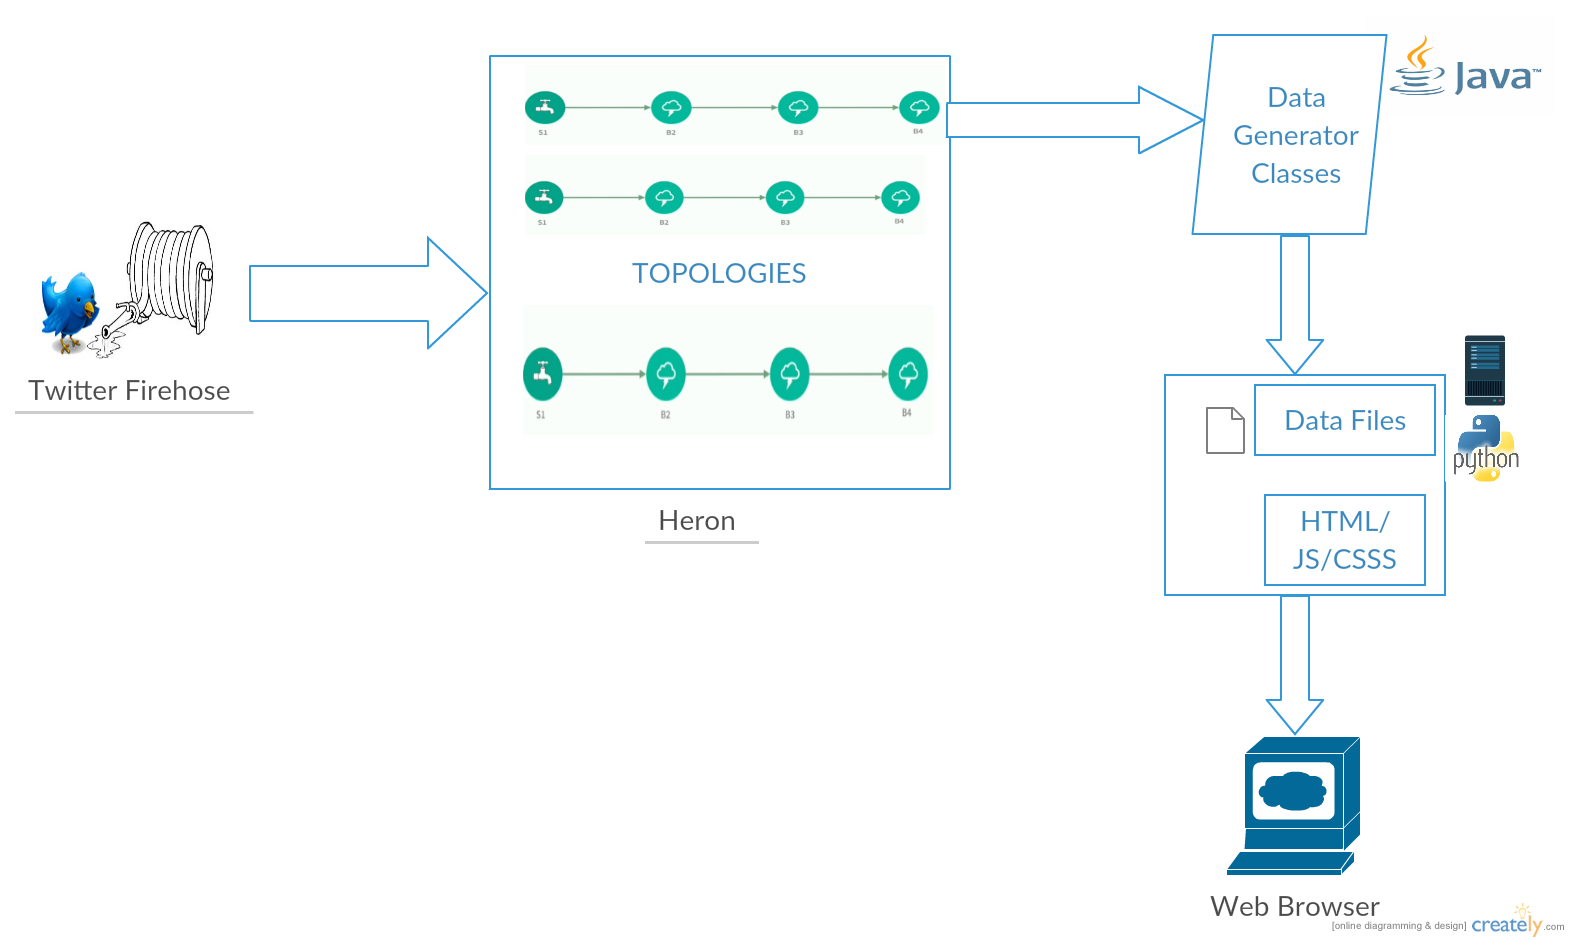 Twitter Firehose
S1 B2 B3 B4
S1 B2 B3 B4
TOPOLOGIES
S1 B2 B3 B4
Heron
Data
Generator
Classes
Java™
Data Files
python
HTML/
JS/CSSS
Web Browser
[online diagramming & design] creately.com